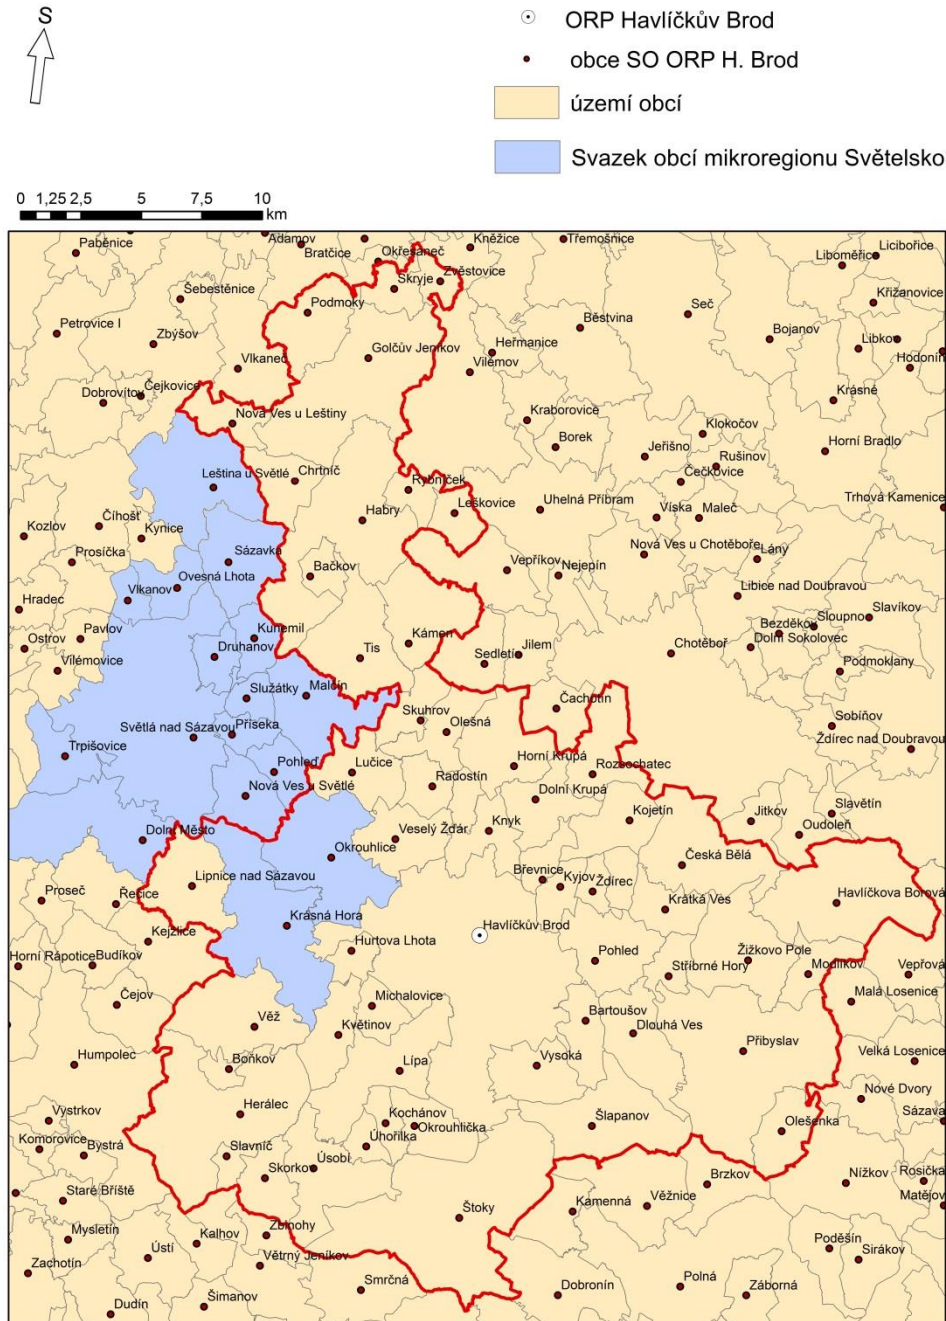 S
ORP Havlíčkův Brod
obce SO ORP H. Brod
území obcí
Svazek obcí mikroregionu Světelsko
0 1,25 2,5 5 7,5 10
km
Paběnice
Adamov
Bratčice
Okřesaneč
Kněžice
Třemošnice
Licibořice
Liboměřice
Skryje
Zvěstovice
Šebestěnice
Podmoky
Seč
Křižanovice
Petrovice I
Zbýšov
Běstvina
Bojanov
Libkov
Golčův Jeníkov
Heřmanice
Vilémov
Vlkaneč
Hodonín
Čejkovice
Dobrovítov
Krásné
Nová Ves u Leštiny
Kraborovice
Klokočov
Borek
Jeřišno
Horní Bradlo
Rušinov
Čečkovice
Leština u Světlé
Chrtníč
Rybníček
Trhová Kamenice
Habry
Leškovice
Uhelná Příbram
Víska
Maleč
Číhošť
Kozlov
Kynice
Prosíčka
Sázavka
Nová Ves u Chotěboře
Lány
Vepříkov
Nejepín
Bačkov
Ovesná Lhota
Vlkanov
Libice nad Doubravou
Hradec
Slavíkov
Sloupno
Bezděkov
Dolní Sokolovec
Ostrov
Pavlov
Kunemil
Kámen
Chotěboř
Druhanov
Tis
Jilem
Sedletín
Vilémovice
Podmoklany
Služátky
Malčín
Čachotín
Skuhrov
Olešná
Sobíňov
Světlá nad Sázavou
Příseka
Ždírec nad Doubravou
Trpišovice
Pohleď
Lučice
Horní Krupá
Rozsochatec
Radostín
Nová Ves u Světlé
Dolní Krupá
Kojetín
Jitkov
Slavětín
Oudoleň
Dolní Město
Veselý Žďár
Knyk
Okrouhlice
Česká Bělá
Lipnice nad Sázavou
Břevnice
Kyjov
Ždírec
Proseč
Řečice
Krátká Ves
Havlíčkova Borová
Krásná Hora
Havlíčkův Brod
Kejžlice
Hurtova Lhota
Horní Rápotice
Budíkov
Pohled
Stříbrné Hory
Žižkovo Pole
Modlíkov
Vepřová
Čejov
Michalovice
Malá Losenice
Věž
Květinov
Bartoušov
Dlouhá Ves
Humpolec
Boňkov
Lípa
Vysoká
Přibyslav
Velká Losenice
Nové Dvory
Vystrkov
Herálec
Kochánov
Okrouhlička
Šlapanov
Olešenka
Sázava
Komorovice
Bystrá
Slavníč
Úhořilka
Úsobí
Skorkov
Brzkov
Nížkov
Rosička
Matějov
Staré Bříště
Štoky
Kamenná
Věžnice
Mysletín
Kalhov
Zbinohy
Poděšín
Sirákov
Ústí
Větrný Jeníkov
Zachotín
Smrčná
Dobronín
Polná
Záborná
Dudín
Šimanov